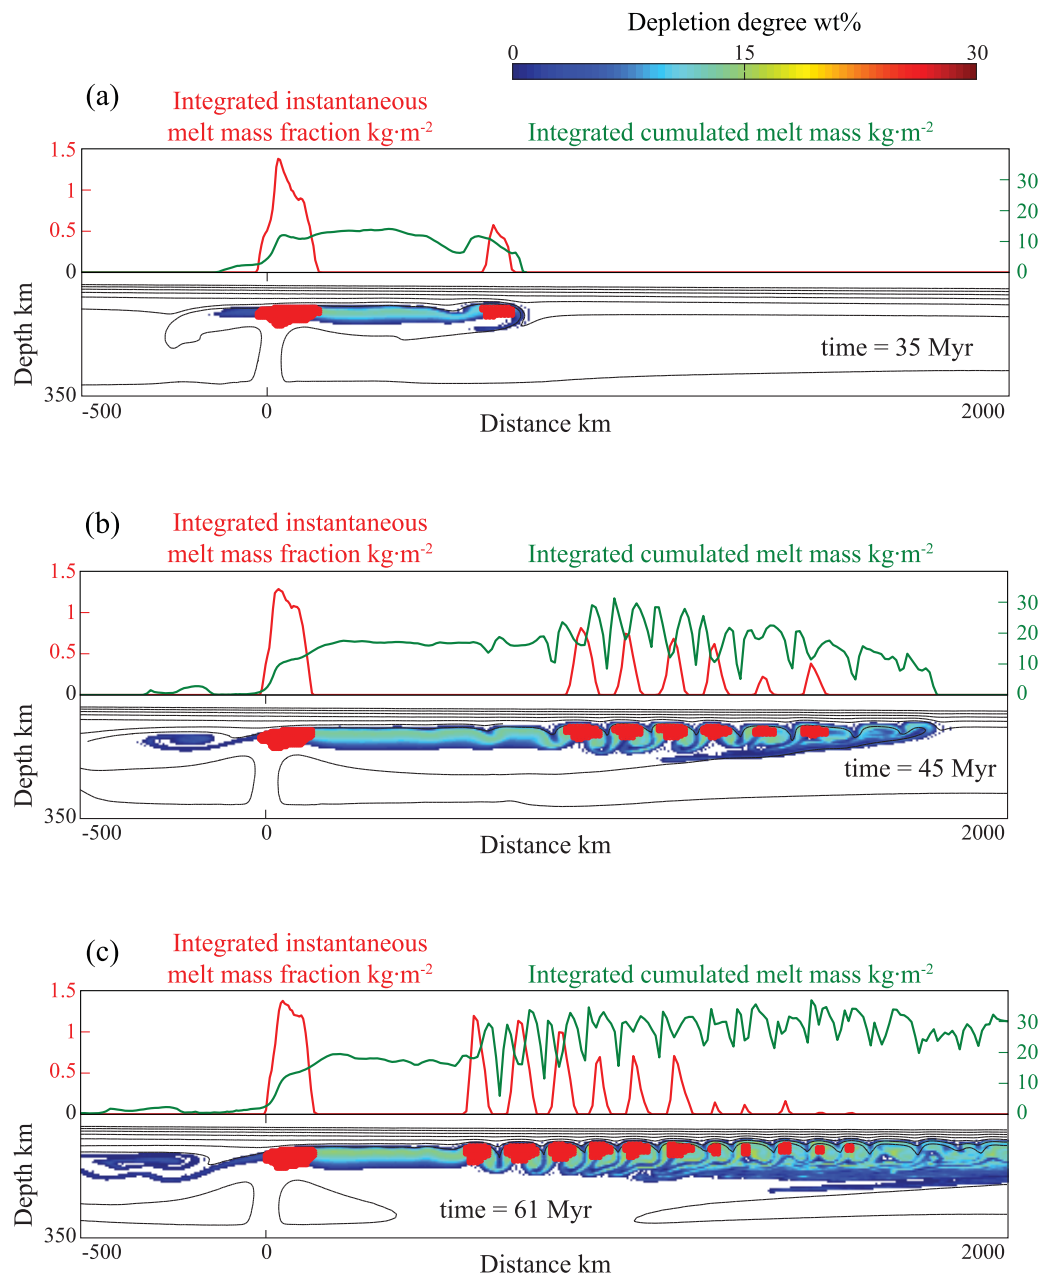 Depletion degree wt%
0 15 30
(a)
Integrated instantaneous
melt mass fraction kg·m-2
Integrated cumulated melt mass kg·m-2
1.5
1
0.5
0
30
20
10
0
Depth km
350
time = 35 Myr
-500 0 2000
Distance km
(b)
Integrated instantaneous
melt mass fraction kg·m-2
Integrated cumulated melt mass kg·m-2
1.5
1
0.5
0
30
20
10
0
Depth km
350
time = 45 Myr
-500 0 2000
Distance km
(c)
Integrated instantaneous
melt mass fraction kg·m-2
Integrated cumulated melt mass kg·m-2
1.5
1
0.5
0
30
20
10
0
Depth km
350
time = 61 Myr
-500 0 2000
Distance km